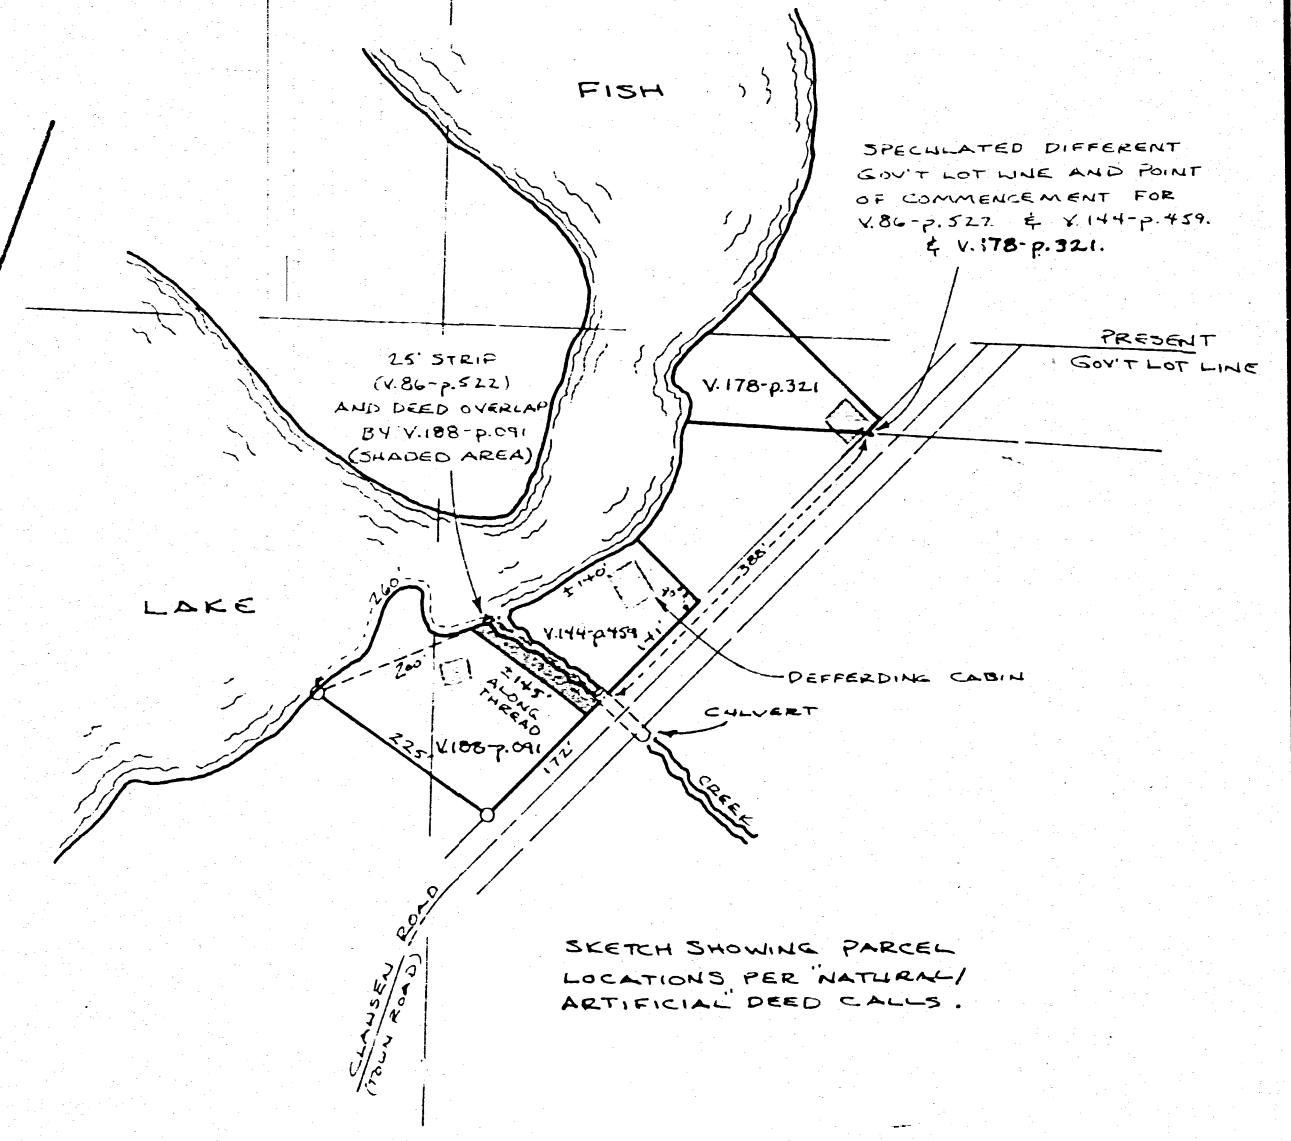 FISH
SPECULATED DIFFERENT
GOV'T LOT LINE AND POINT
OF COMMENCEMENT FOR
V.86-p.522 & V.144-p.459.
& V.178-p.321.
PRESENT
GOV'T LOT LINE
25' STRIP
(V.86-p.522)
AND DEED OVERLAP
BY V.188-p.091
(SHADED AREA)
V.178-p.321
388'
±140'
LAKE
260'
V.144-p.459
141'
200'
±145'
ALONG
THREAD
DEFFERDING CABIN
CULVERT
225'
V.188-p.091
172'
CREEK
CLAUSEN ROAD
(TOWN ROAD)
SKETCH SHOWING PARCEL
LOCATIONS PER "NATURAL/
ARTIFICIAL" DEED CALLS.